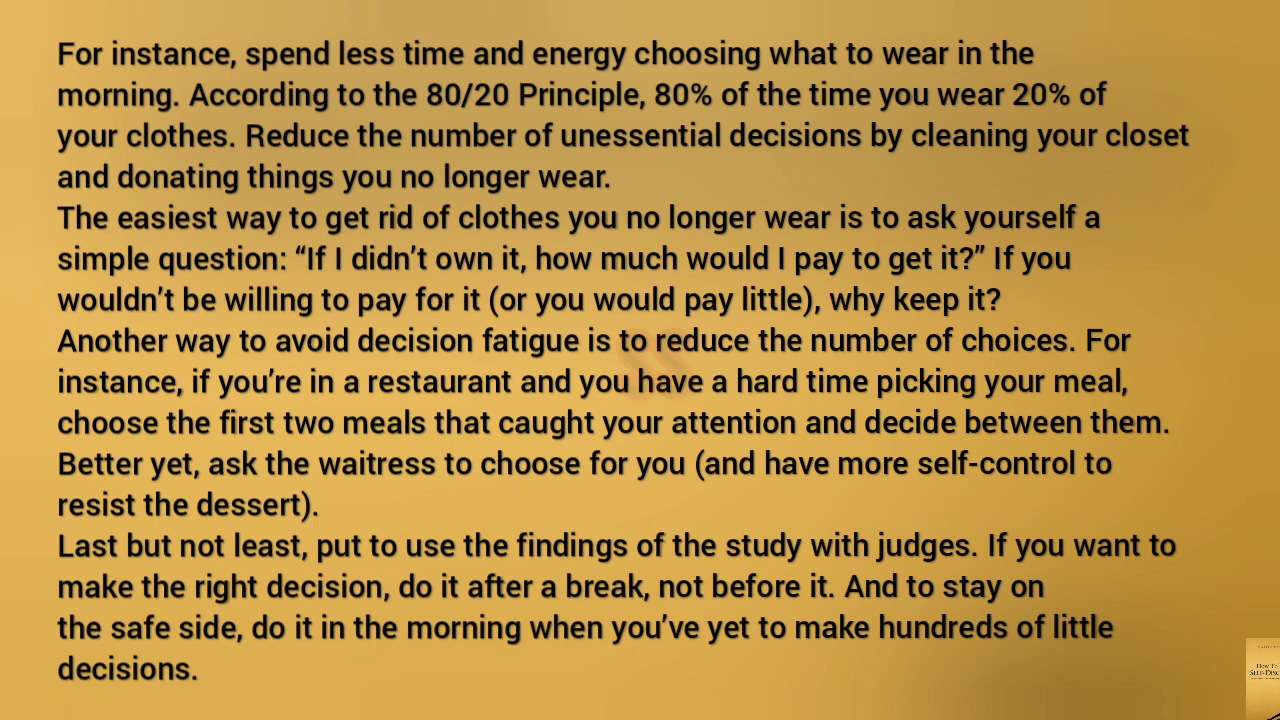 For instance, spend less time and energy choosing what to wear in the
morning. According to the 80/20 Principle, 80% of the time you wear 20% of
your clothes. Reduce the number of unessential decisions by cleaning your closet
and donating things you no longer wear.
The easiest way to get rid of clothes you no longer wear is to ask yourself a
simple question: “If I didn’t own it, how much would I pay to get it?” If you
wouldn’t be willing to pay for it (or you would pay little), why keep it?
Another way to avoid decision fatigue is to reduce the number of choices. For
instance, if you’re in a restaurant and you have a hard time picking your meal,
choose the first two meals that caught your attention and decide between them.
Better yet, ask the waitress to choose for you (and have more self-control to
resist the dessert).
Last but not least, put to use the findings of the study with judges. If you want to
make the right decision, do it after a break, not before it. And to stay on
the safe side, do it in the morning when you’ve yet to make hundreds of little
decisions.
How To